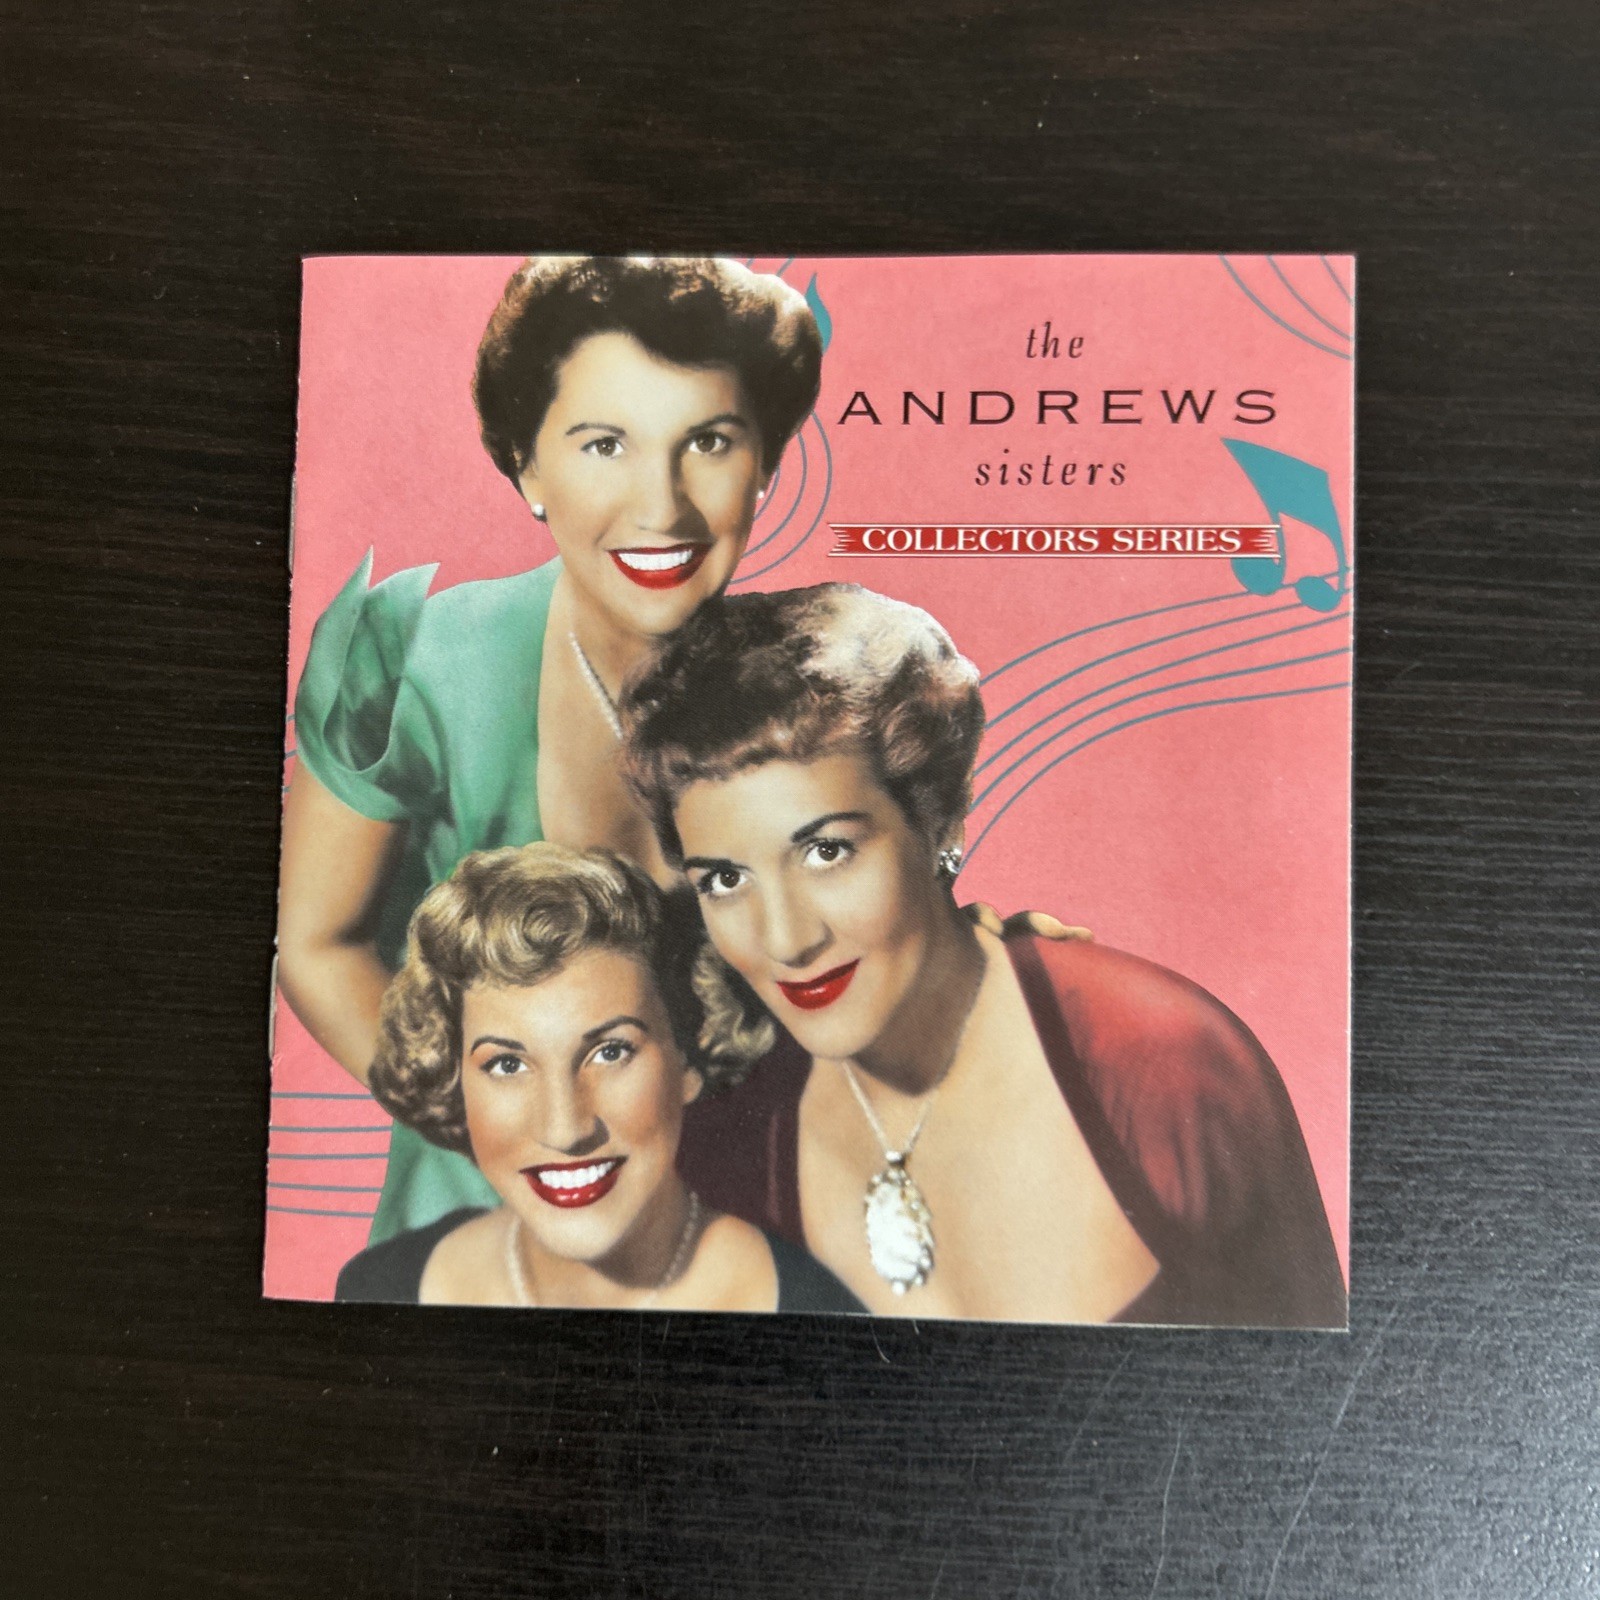 the
ANDREWS
sisters
COLLECTORS SERIES